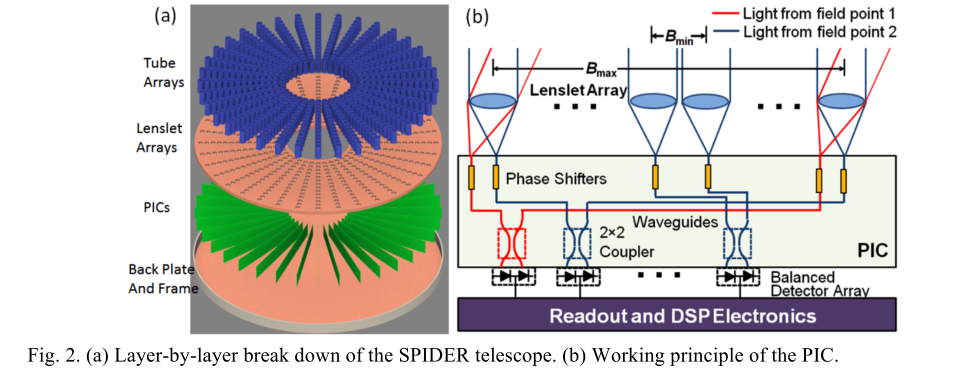 (a)
Tube
Arrays
Lenslet
Arrays
PICs
Back Plate
And Frame
(b)
Light from field point 1
Light from field point 2
Bmin
Bmax
Lenslet Array
Phase Shifters
Waveguides
2×2
Coupler
PIC
Balanced
Detector Array
Readout and DSP Electronics
Fig. 2. (a) Layer-by-layer break down of the SPIDER telescope. (b) Working principle of the PIC.